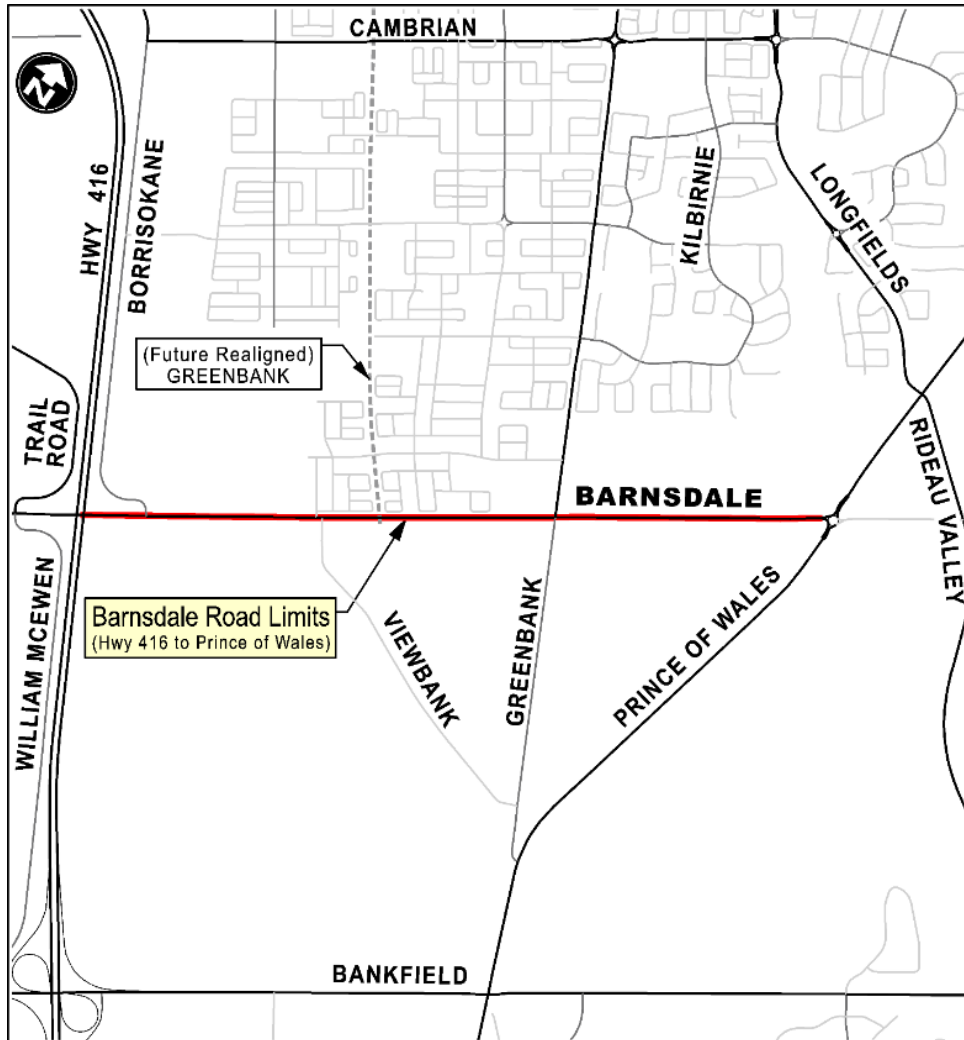 CAMBRIAN
N
HWY 416
BORRISOKANE
KILBIRNIE
LONGFIELDS
(Future Realigned)
GREENBANK
TRAIL
ROAD
BARNSDALE
RIDEAU VALLEY
Barnsdale Road Limits
(Hwy 416 to Prince of Wales)
WILLIAM MCEWEN
VIEWBANK
GREENBANK
PRINCE OF WALES
BANKFIELD